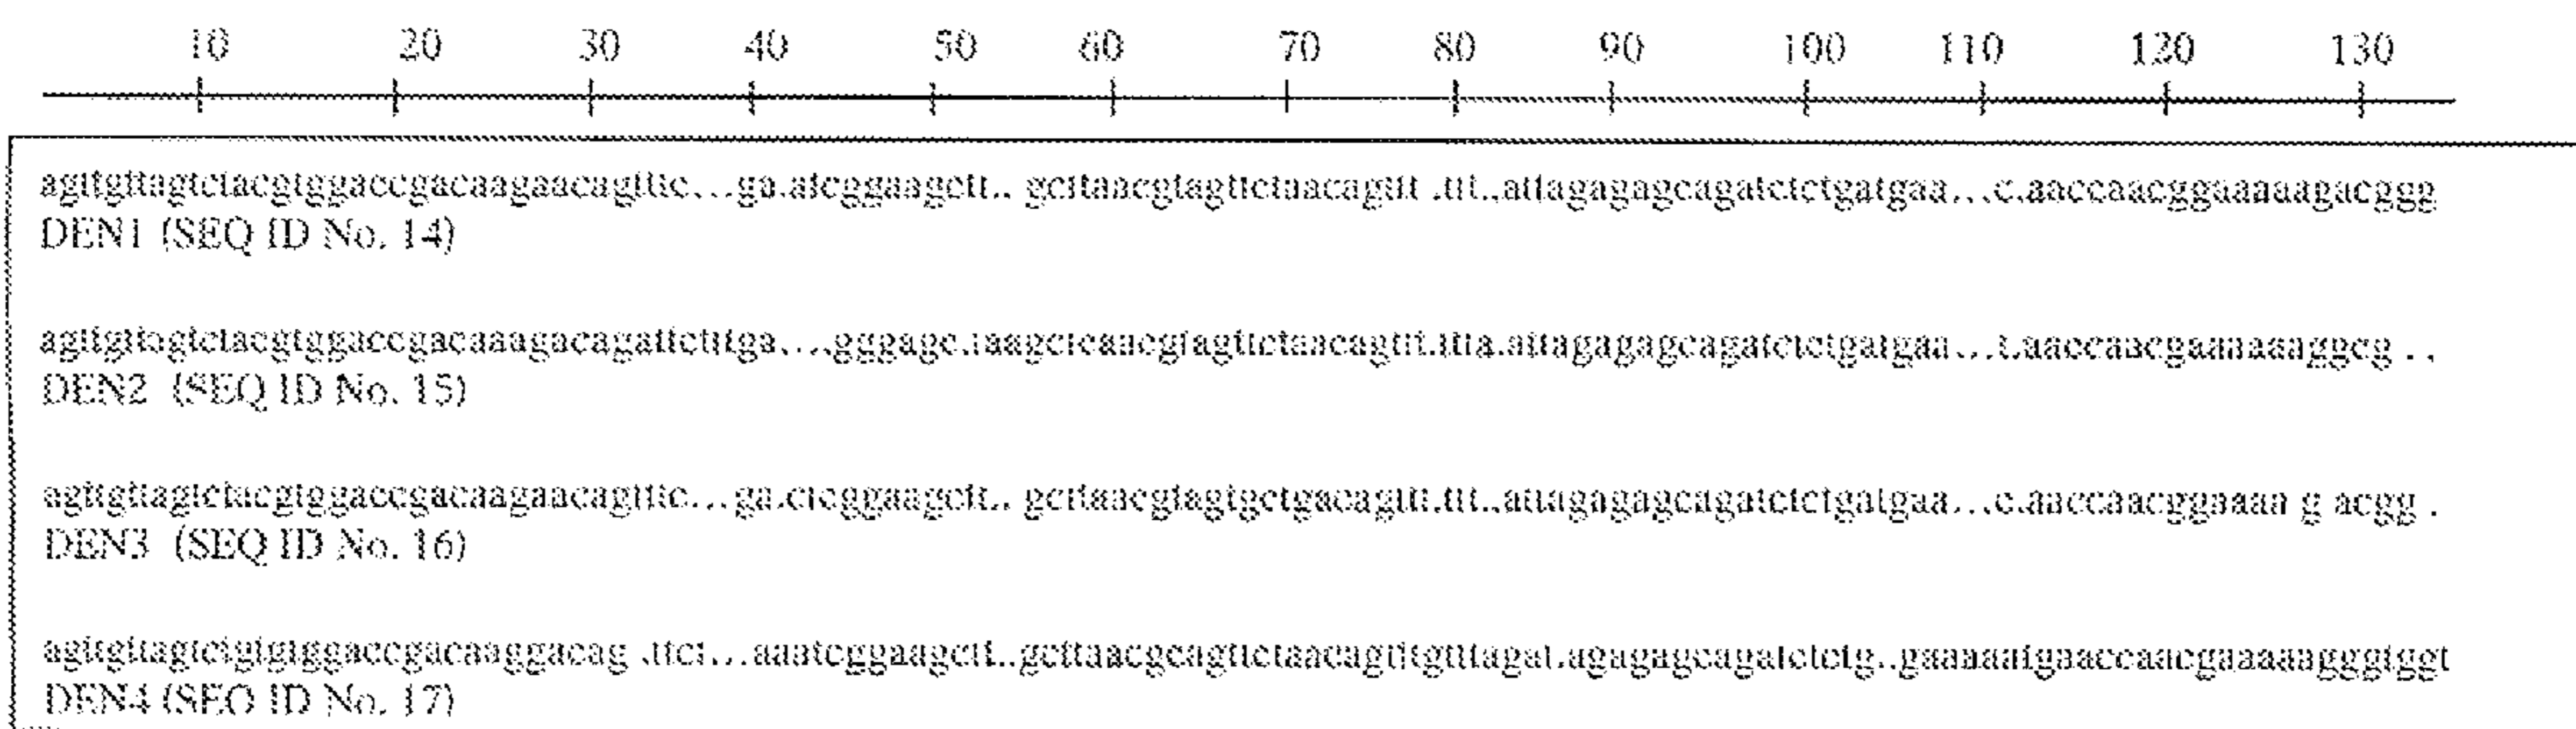 10 20 30 40 50 60 70 80 90 100 110 120 130
agttgttagtctacgtggaccgacaagaacagtttc...ga.atcggaagctt.. gcttaacgtagttctaacagttt .ttt..attagagagcagatctctgatgaa...c.aaccaacggaaaaagacggg
DEN1 (SEQ ID No. 14)
agttgttagtctacgtggaccgacaaagacagattctttga....gggagc.taagctcaacgtagttctaacagttt.ttta.attagagagcagatctctgatgaa...t.aaccaacgaaaaaaggcg . .
DEN2 (SEQ ID No. 15)
agttgttagtctacgtggaccgacaagaacagtttc...ga.ctcggaagctt.. gcttaacgtagtgctgacagttt.ttt..attagagagcagatctctgatgaa...c.aaccaacggaaaa g acgg .
DEN3 (SEQ ID No. 16)
agttgttagtctgtgtggaccgacaaggacag .ttct...aaatcggaagctt..gcttaacgcagttctaacagtttgtttagat.agagagcagatctctg..gaaaaatgaaccaacgaaaaagggtggt
DEN4 (SEQ ID No. 17)